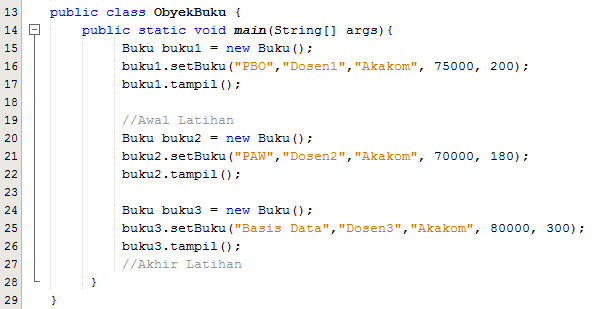 13 public class ObyekBuku {
14 public static void main(String[] args){
15 Buku buku1 = new Buku();
16 buku1.setBuku("PBO","Dosen1","Akakom", 75000, 200);
17 buku1.tampil();
18
19 //Awal Latihan
20 Buku buku2 = new Buku();
21 buku2.setBuku("PAW","Dosen2","Akakom", 70000, 180);
22 buku2.tampil();
23
24 Buku buku3 = new Buku();
25 buku3.setBuku("Basis Data","Dosen3","Akakom", 80000, 300);
26 buku3.tampil();
27 //Akhir Latihan
28 }
29 }